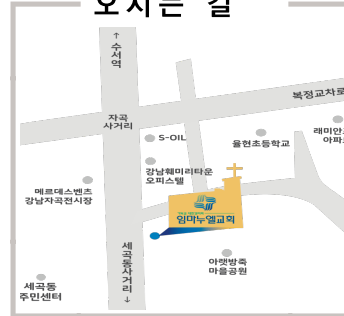 오시는 길
↑
수서역
복정교차로
자곡
사거리
S-OIL
율현초등학교
래미안
아파
강남훼미리타운
오피스텔
메르데스벤츠
강남자곡전시장
임마누엘교회
세곡동사거리
↓
아랫방죽
마을공원
세곡동
주민센터